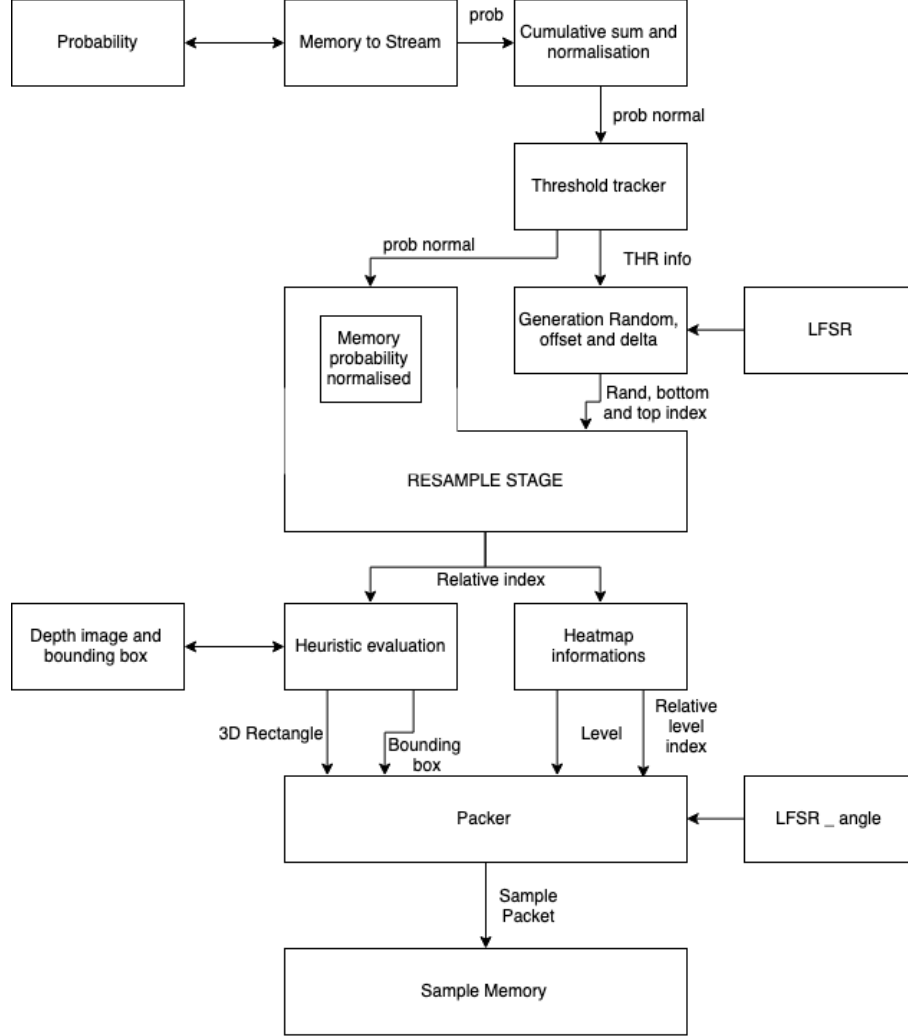 prob
Probability
Memory to Stream
Cumulative sum and
normalisation
prob normal
Threshold tracker
prob normal
THR info
Memory
probability
normalised
Generation Random,
offset and delta
LFSR
Rand, bottom
and top index
RESAMPLE STAGE
Relative index
Depth image and
bounding box
Heuristic evaluation
Heatmap
informations
3D Rectangle
Bounding
box
Level
Relative
level
index
Packer
LFSR _ angle
Sample
Packet
Sample Memory